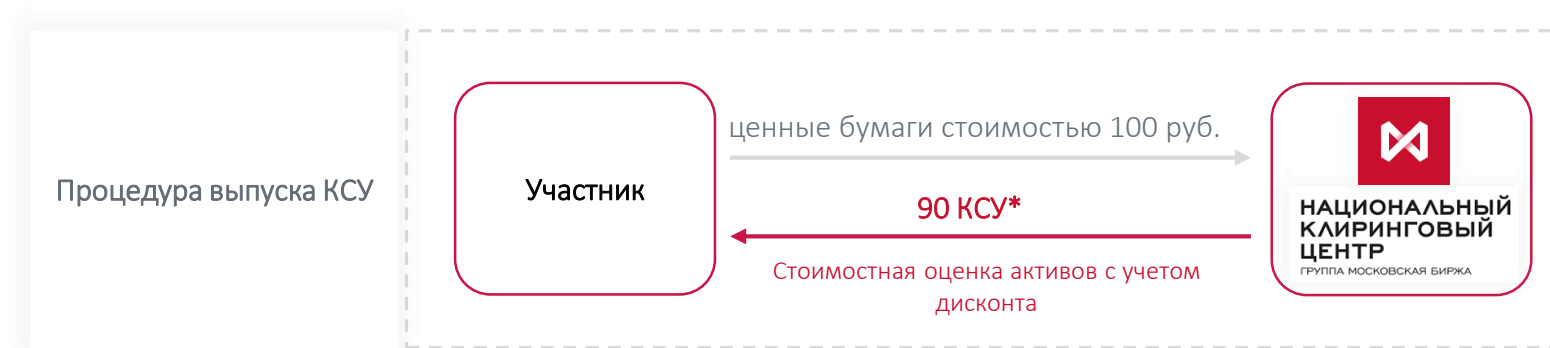 Процедура выпуска КСУ
Участник
ценные бумаги стоимостью 100 руб.
90 КСУ*
Стоимостная оценка активов с учетом
дисконта
НАЦИОНАЛЬНЫЙ
КЛИРИНГОВЫЙ
ЦЕНТР
ГРУППА МОСКОВСКАЯ БИРЖА